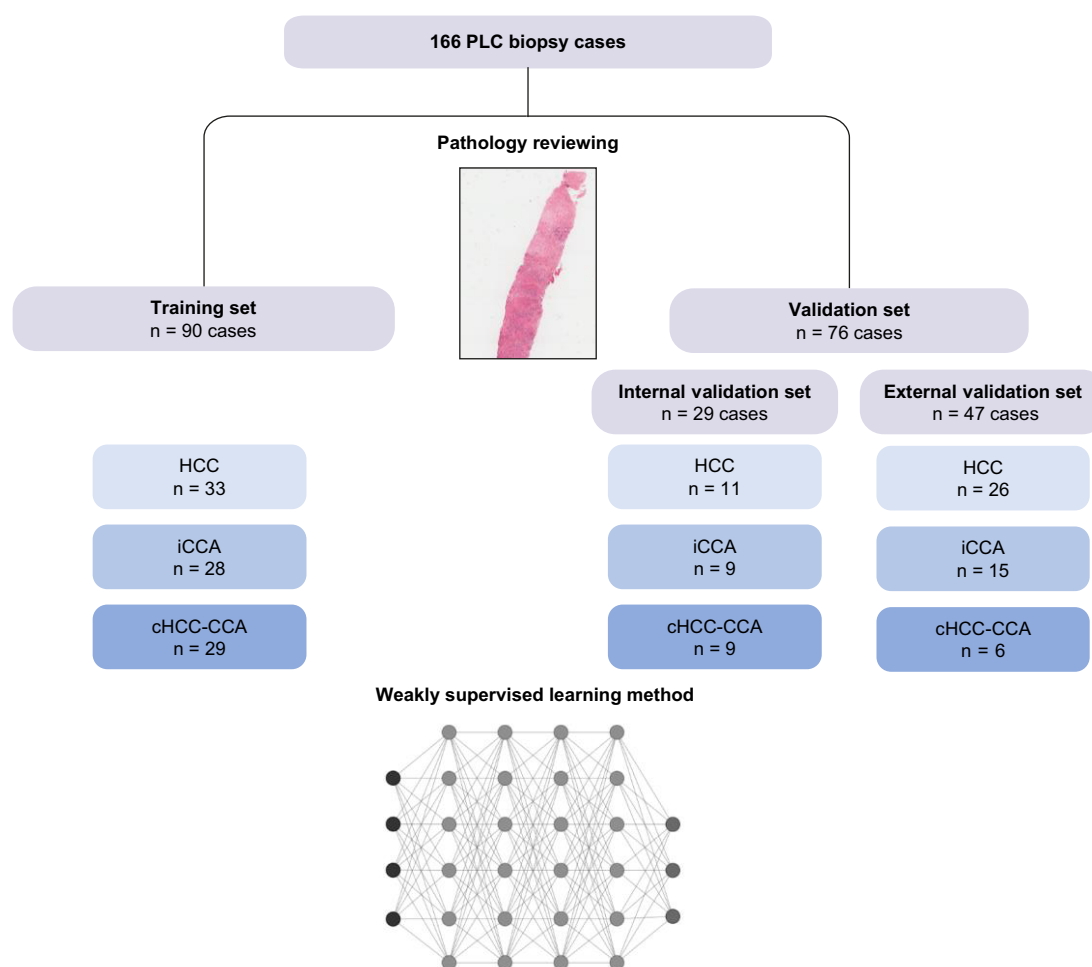 166 PLC biopsy cases
Pathology reviewing
Training set
n = 90 cases
Validation set
n = 76 cases
Internal validation set
n = 29 cases
External validation set
n = 47 cases
HCC
n = 33
HCC
n = 11
HCC
n = 26
iCCA
n = 28
iCCA
n = 9
iCCA
n = 15
cHCC-CCA
n = 29
cHCC-CCA
n = 9
cHCC-CCA
n = 6
Weakly supervised learning method